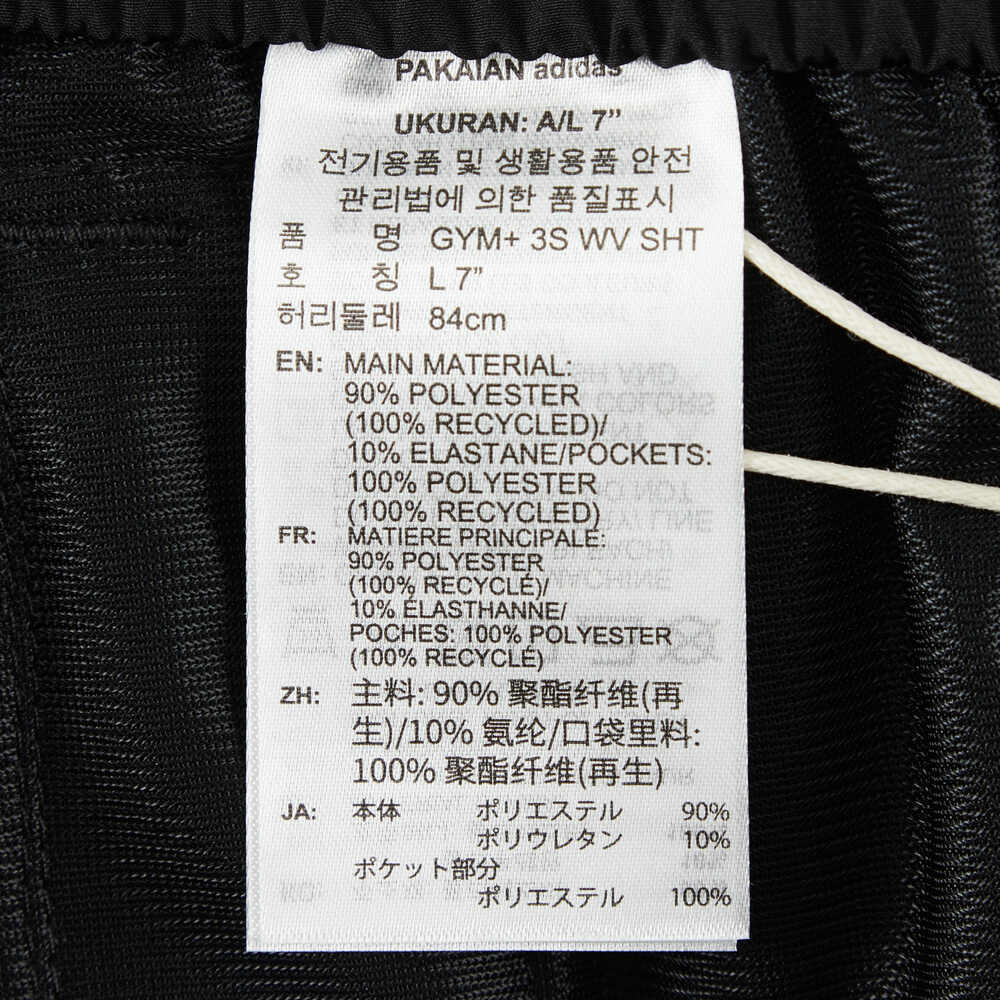 PAKAIAN adidas
UKURAN: A/L 7”
전기용품 및 생활용품 안전
관리법에 의한 품질표시
품 명 GYM+ 3S WV SHT
호 칭 L 7”
허리둘레 84cm
EN: MAIN MATERIAL:
90% POLYESTER
(100% RECYCLED)/
10% ELASTANE/POCKETS:
100% POLYESTER
(100% RECYCLED)
FR: MATIERE PRINCIPALE:
90% POLYESTER
(100% RECYCLÉ)/
10% ÉLASTHANNE/
POCHES: 100% POLYESTER
(100% RECYCLÉ)
ZH: 主料: 90% 聚酯纤维(再
生)/10% 氨纶/口袋里料:
100% 聚酯纤维(再生)
JA: 本体 ポリエステル 90%
ポリウレタン 10%
ポケット部分
ポリエステル 100%